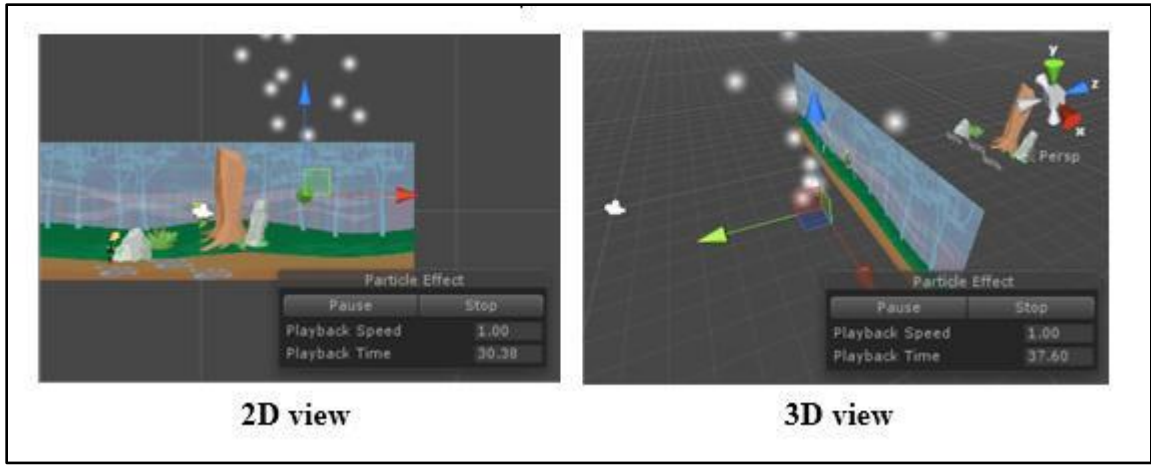 Particle Effect
Pause Stop
Playback Speed 1.00
Playback Time 30.38
2D view
y
z
x
Persp
Particle Effect
Pause Stop
Playback Speed 1.00
Playback Time 37.60
3D view